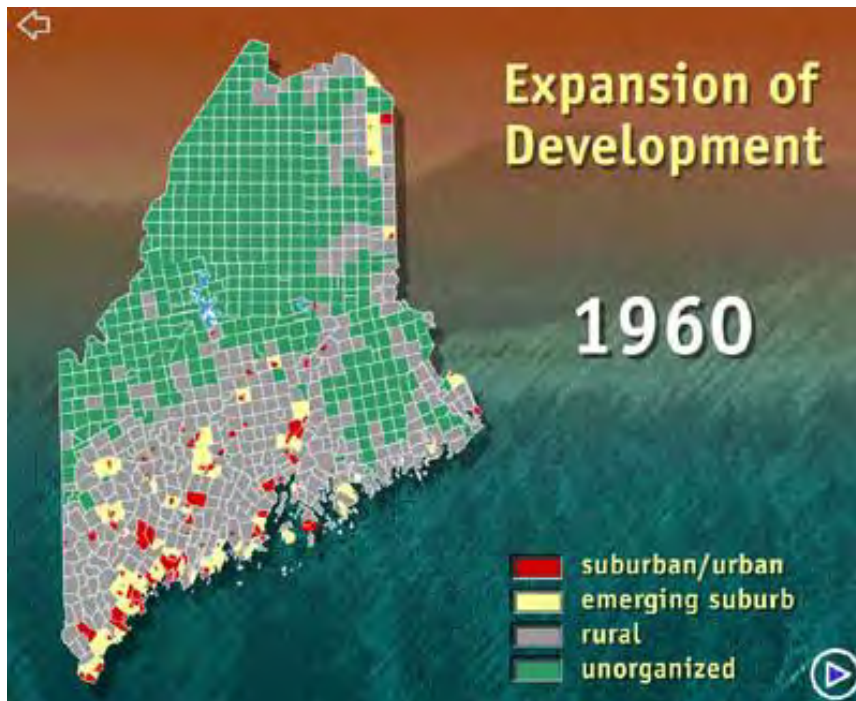 Expansion of
Development
1960
suburban/urban
emerging suburb
rural
unorganized